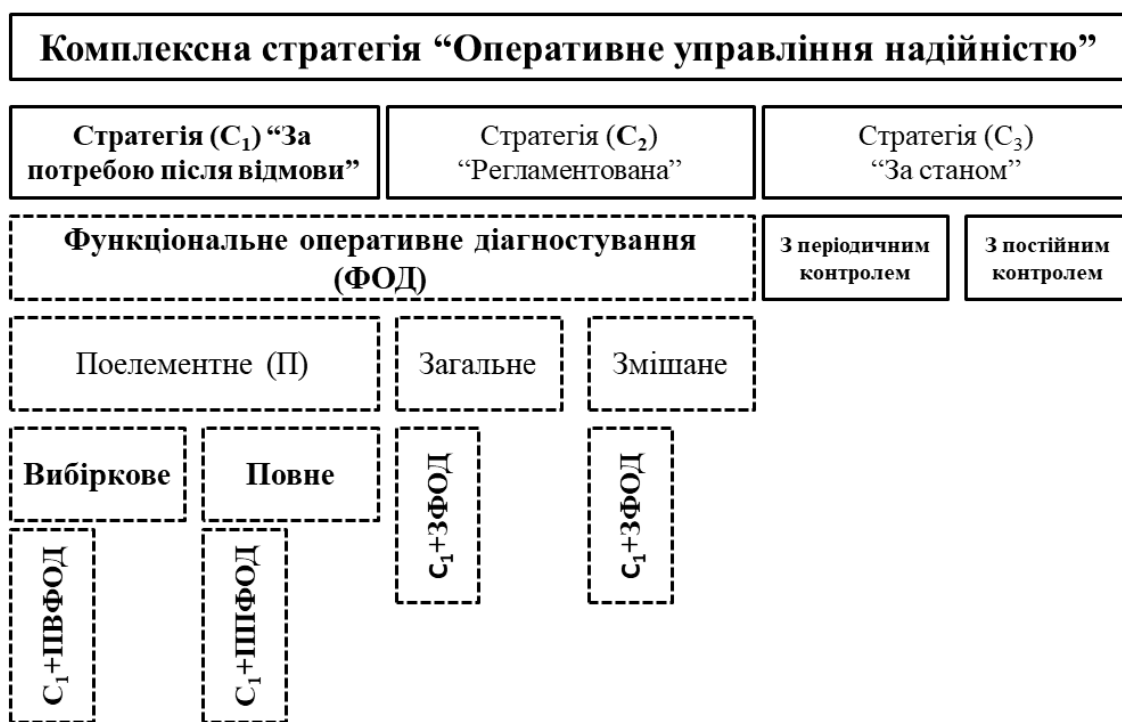 Комплексна стратегія “Оперативне управління надійністю”
Стратегія (С₁) “За
потребою після відмови”
Стратегія (С₂)
“Регламентована”
Стратегія (С₃)
“За станом”
Функціональне оперативне діагностування
(ФОД)
З періодичним
контролем
З постійним
контролем
Поелементне (П)
Загальне
Змішане
Вибіркове
Повне
С₁+ЗФОД
С₁+ЗФОД
С₁+ПВФОД
С₁+ППФОД